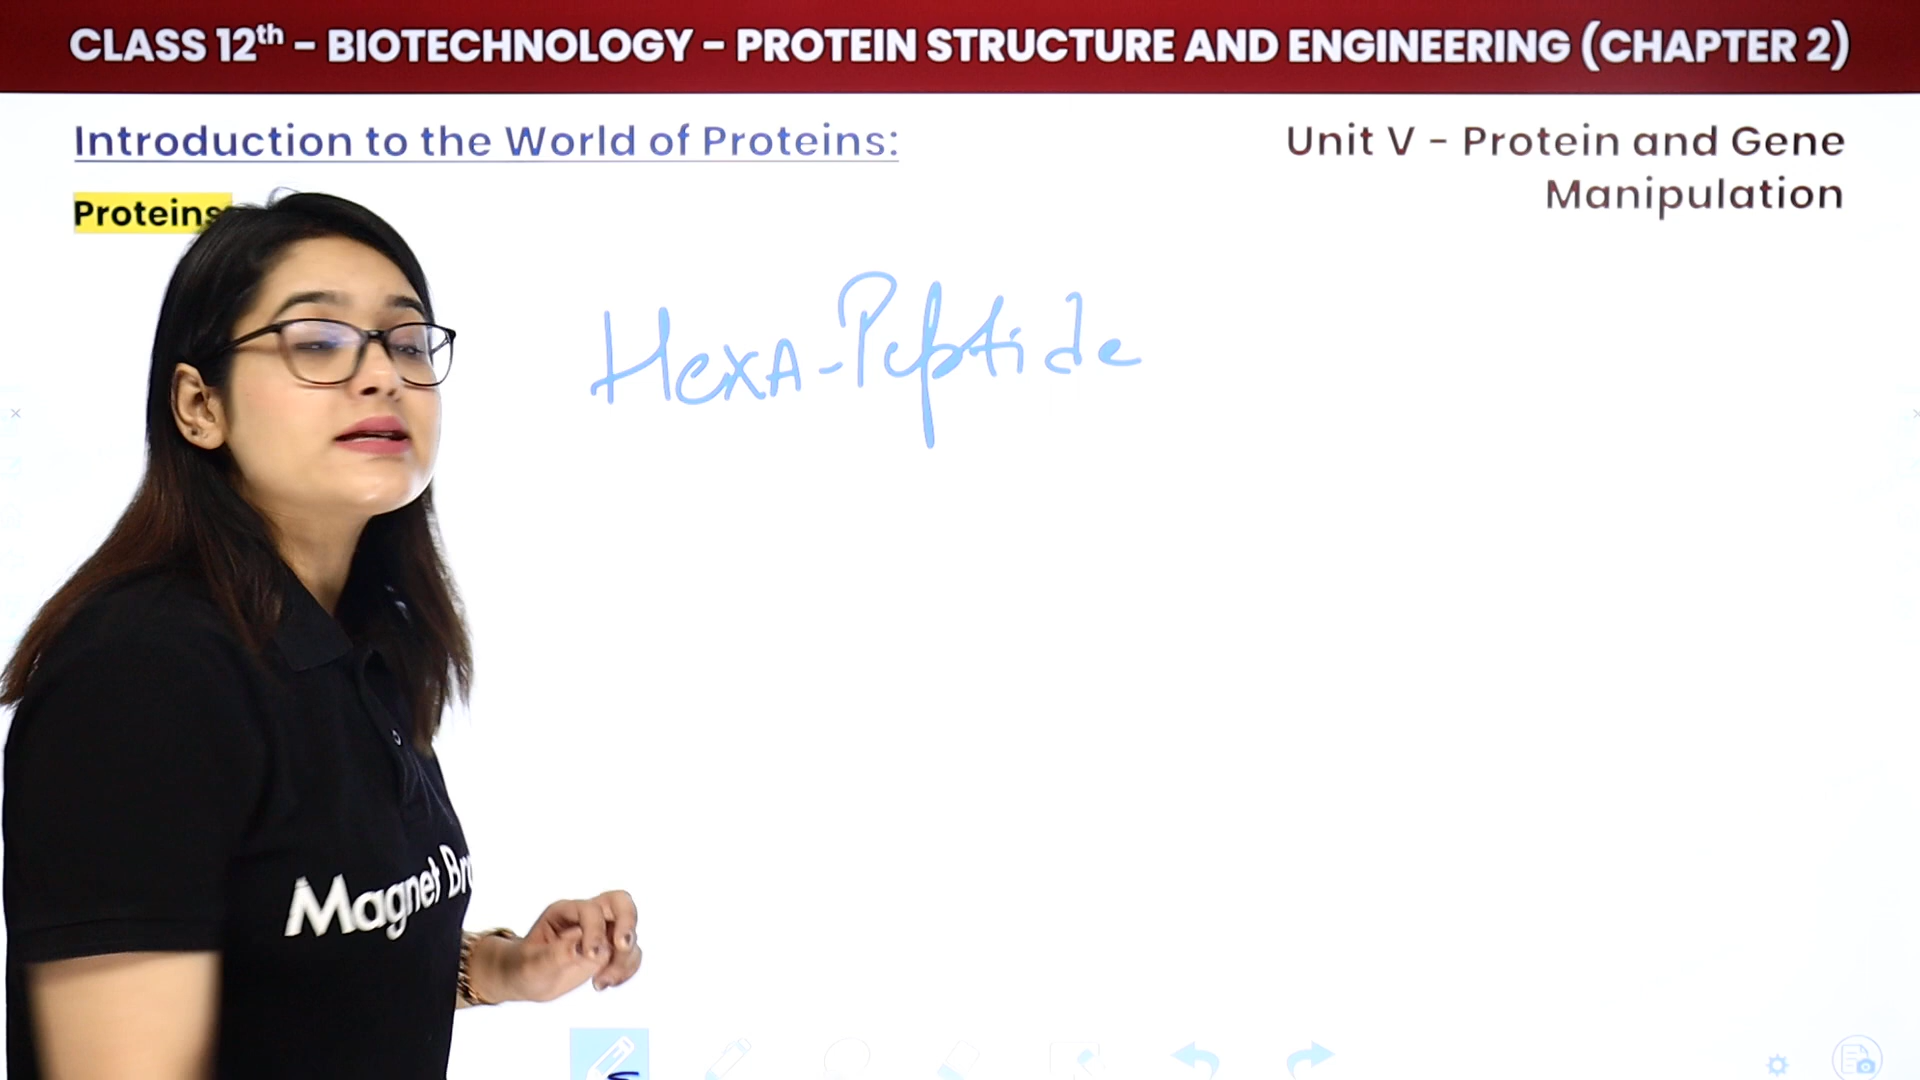 CLASS 12th - BIOTECHNOLOGY - PROTEIN STRUCTURE AND ENGINEERING (CHAPTER 2)
Introduction to the World of Proteins:
Unit V - Protein and Gene
Manipulation
Proteins
HexA-Peptide
Magnet